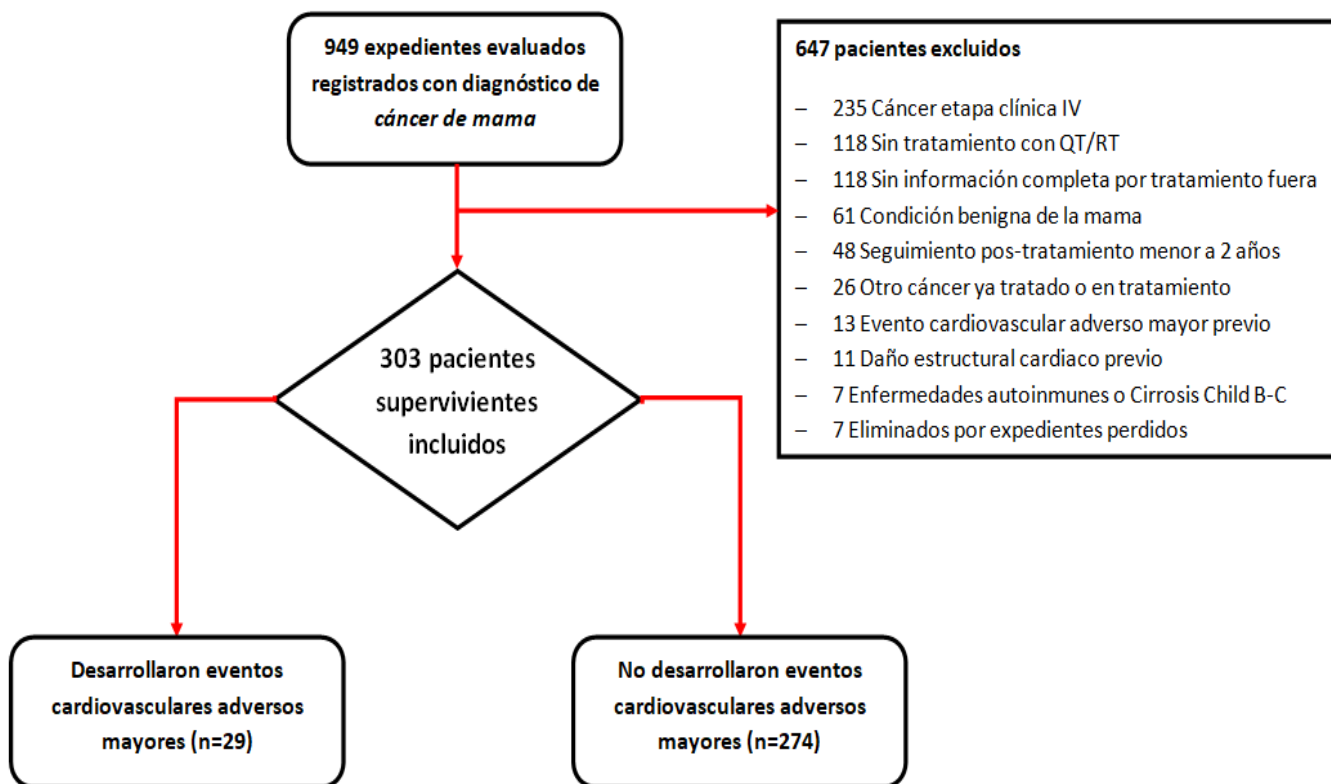 949 expedientes evaluados
registrados con diagnóstico de
cáncer de mama
647 pacientes excluidos
– 235 Cáncer etapa clínica IV
– 118 Sin tratamiento con QT/RT
– 118 Sin información completa por tratamiento fuera
– 61 Condición benigna de la mama
– 48 Seguimiento pos-tratamiento menor a 2 años
– 26 Otro cáncer ya tratado o en tratamiento
– 13 Evento cardiovascular adverso mayor previo
– 11 Daño estructural cardiaco previo
– 7 Enfermedades autoinmunes o Cirrosis Child B-C
– 7 Eliminados por expedientes perdidos
303 pacientes
supervivientes
incluidos
Desarrollaron eventos
cardiovasculares adversos
mayores (n=29)
No desarrollaron eventos
cardiovasculares adversos
mayores (n=274)